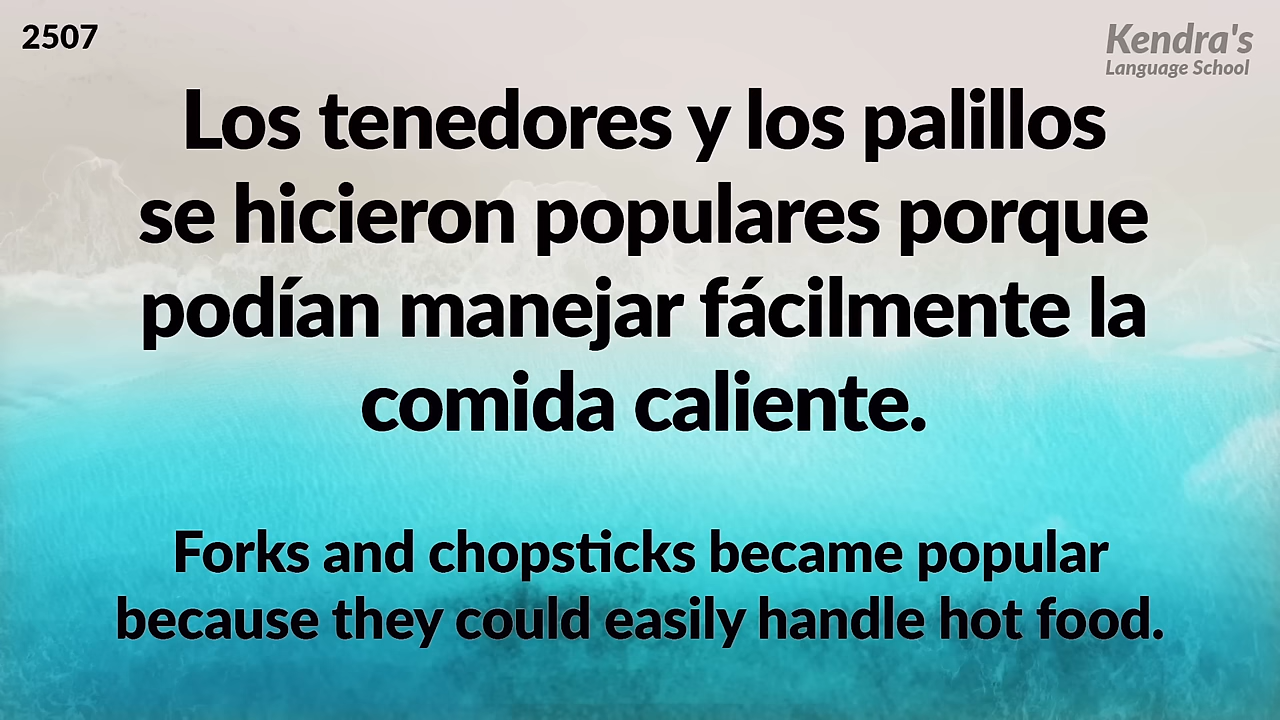 2507
Kendra's
Language School
Los tenedores y los palillos
se hicieron populares porque
podían manejar fácilmente la
comida caliente.
Forks and chopsticks became popular
because they could easily handle hot food.